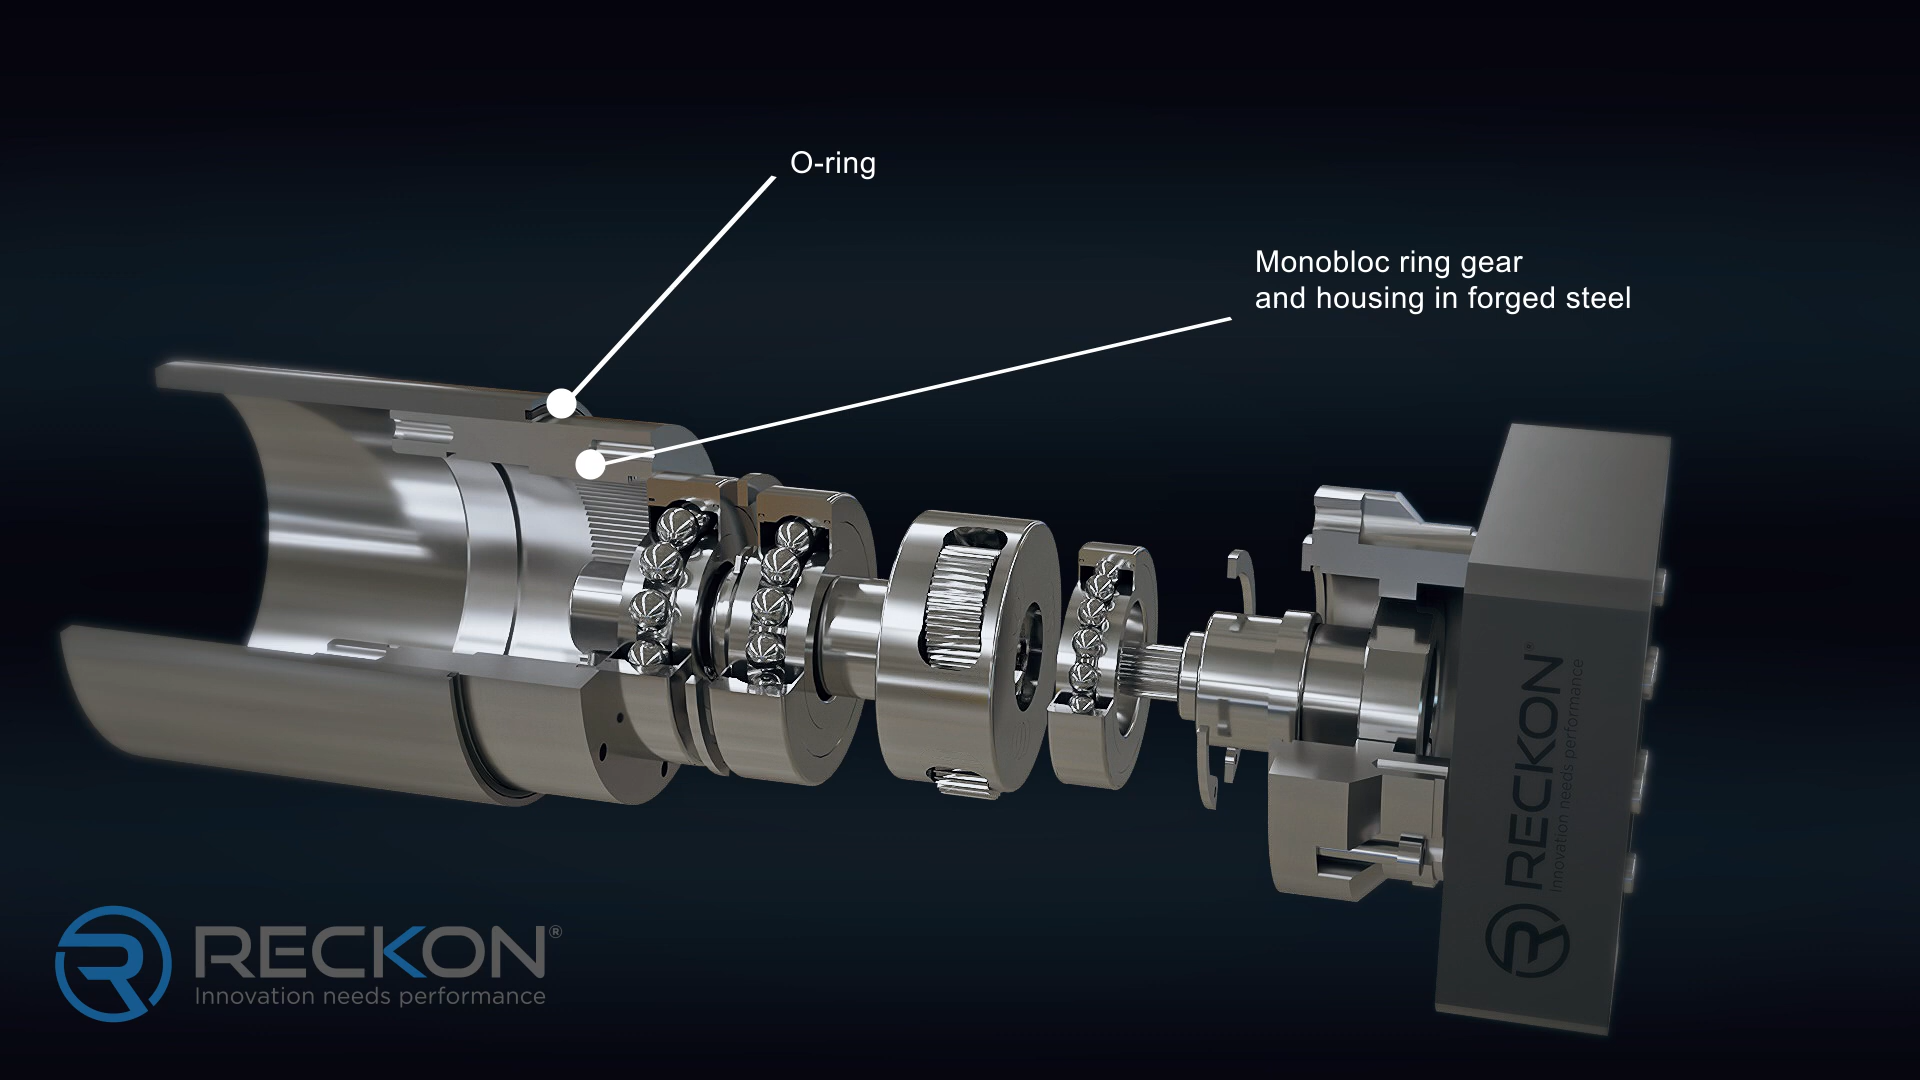 O-ring
Monobloc ring gear
and housing in forged steel
RECKON
Innovation needs performance
RECKON®
Innovation needs performance